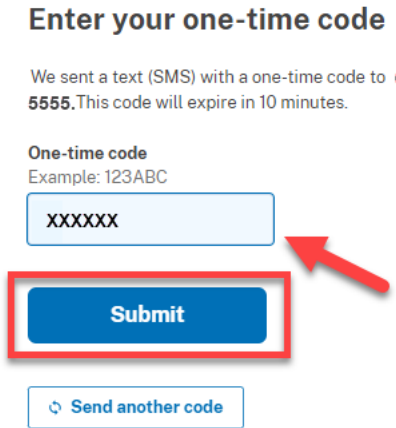 Enter your one-time code
We sent a text (SMS) with a one-time code to
5555.This code will expire in 10 minutes.
One-time code
Example: 123ABC
XXXXXX
Submit
Send another code